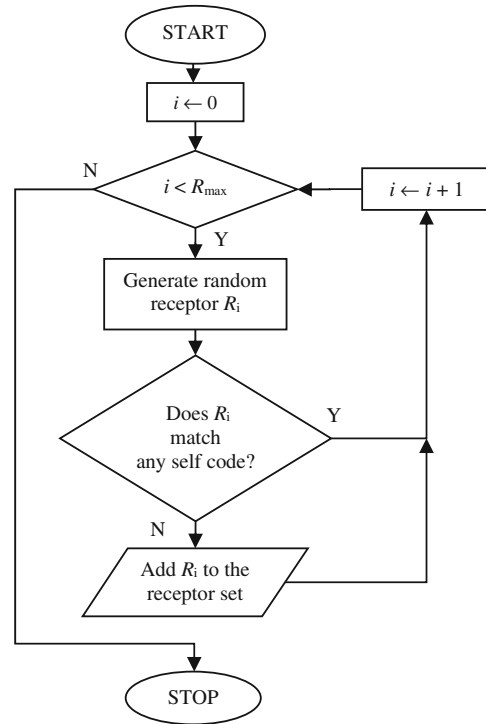 START
i ← 0
N
i < Rmax
i ← i + 1
Y
Generate random
receptor Ri
Does Ri
match
any self code?
Y
N
Add Ri to the
receptor set
STOP